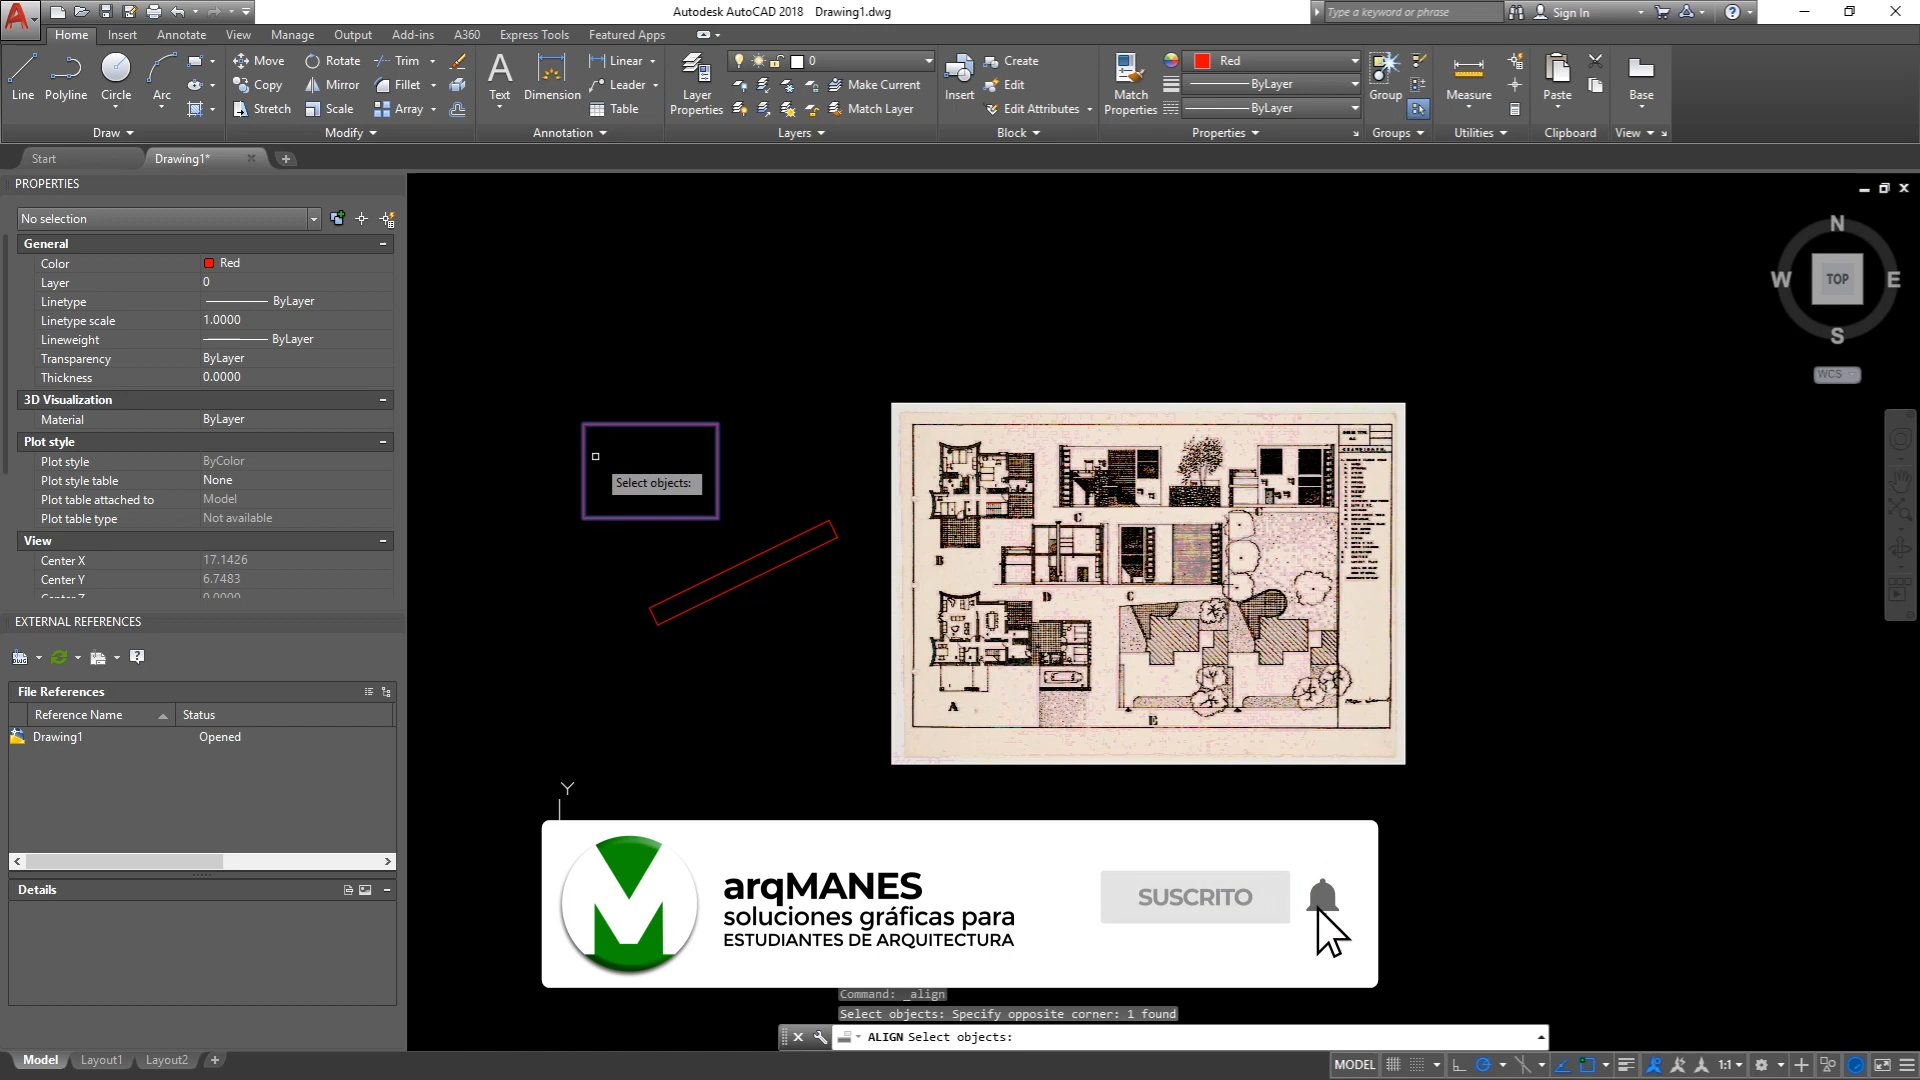 Autodesk AutoCAD 2018 Drawing1.dwg
Type a keyword or phrase
Sign In
Home Insert Annotate View Manage Output Add-ins A360 Express Tools Featured Apps
Line Polyline Circle Arc
Move Rotate Trim
Copy Mirror Fillet
Stretch Scale Array
Text Dimension
Linear
Leader
Table
Layer Properties
0
Make Current
Match Layer
Insert
Create
Edit
Edit Attributes
Match Properties
Red
ByLayer
ByLayer
Group Measure Paste Base
Draw Modify Annotation Layers Block Properties Groups Utilities Clipboard View
Start Drawing1*
PROPERTIES
No selection
General
Color Red
Layer 0
Linetype ByLayer
Linetype scale 1.0000
Lineweight ByLayer
Transparency ByLayer
Thickness 0.0000
3D Visualization
Material ByLayer
Plot style
Plot style ByColor
Plot style table None
Plot table attached to Model
Plot table type Not available
View
Center X 17.1426
Center Y 6.7483
Center Z 0.0000
EXTERNAL REFERENCES
File References
Reference Name Status
Drawing1 Opened
Details
N
W TOP E
S
WCS
Select objects:
C
C
B
D C
A
E
Y
arqMANES
soluciones gráficas para
ESTUDIANTES DE ARQUITECTURA
SUSCRITO
Command: _align
Select objects: Specify opposite corner: 1 found
ALIGN Select objects:
Model Layout1 Layout2
MODEL 1:1